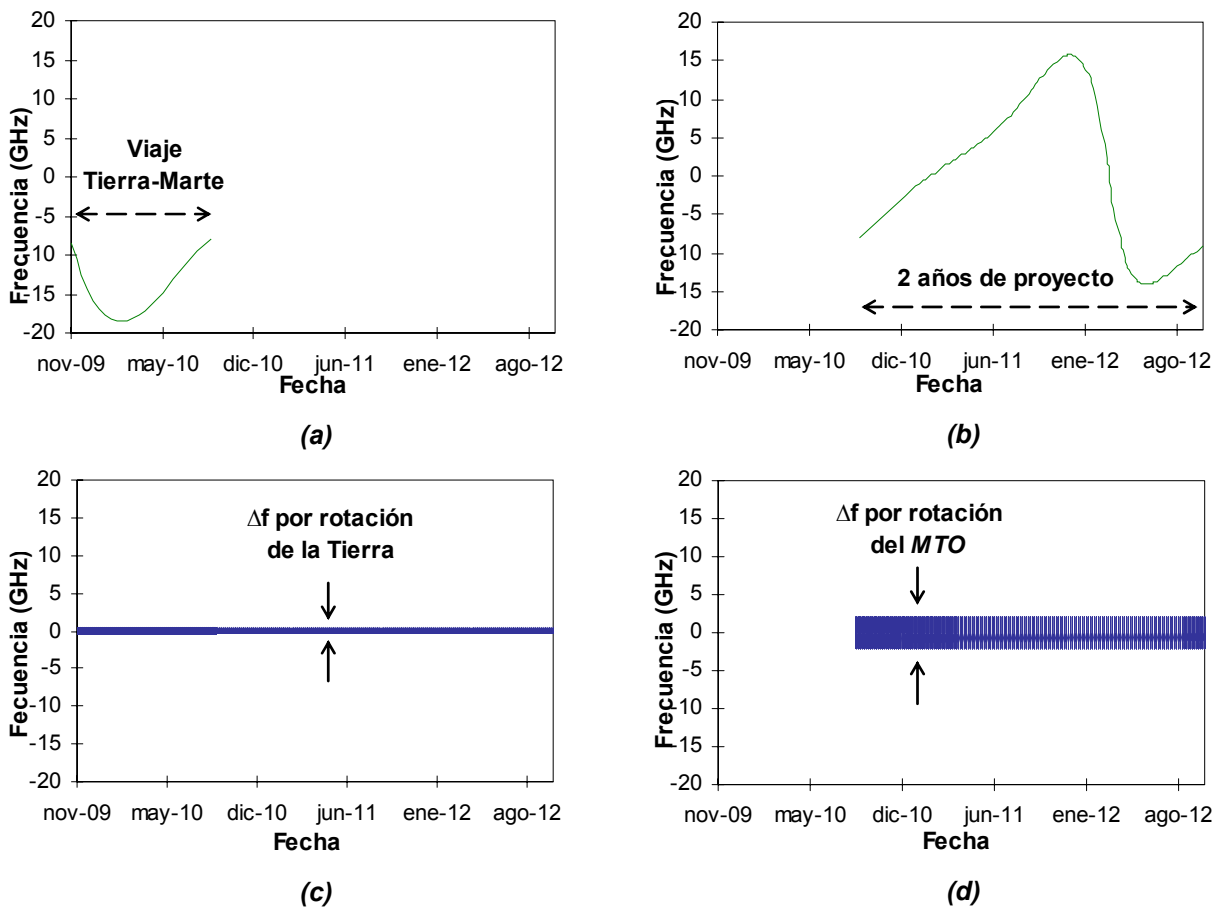 20
15
10
5
0
-5
-10
-15
-20
Frecuencia (GHz)
Viaje
Tierra-Marte
nov-09 may-10 dic-10 jun-11 ene-12 ago-12
Fecha
(a)
20
15
10
5
0
-5
-10
-15
-20
Frecuencia (GHz)
2 años de proyecto
nov-09 may-10 dic-10 jun-11 ene-12 ago-12
Fecha
(b)
20
15
10
5
0
-5
-10
-15
-20
Fecuencia (GHz)
Δf por rotación
de la Tierra
nov-09 may-10 dic-10 jun-11 ene-12 ago-12
Fecha
(c)
20
15
10
5
0
-5
-10
-15
-20
Frecuencia (GHz)
Δf por rotación
del MTO
nov-09 may-10 dic-10 jun-11 ene-12 ago-12
Fecha
(d)